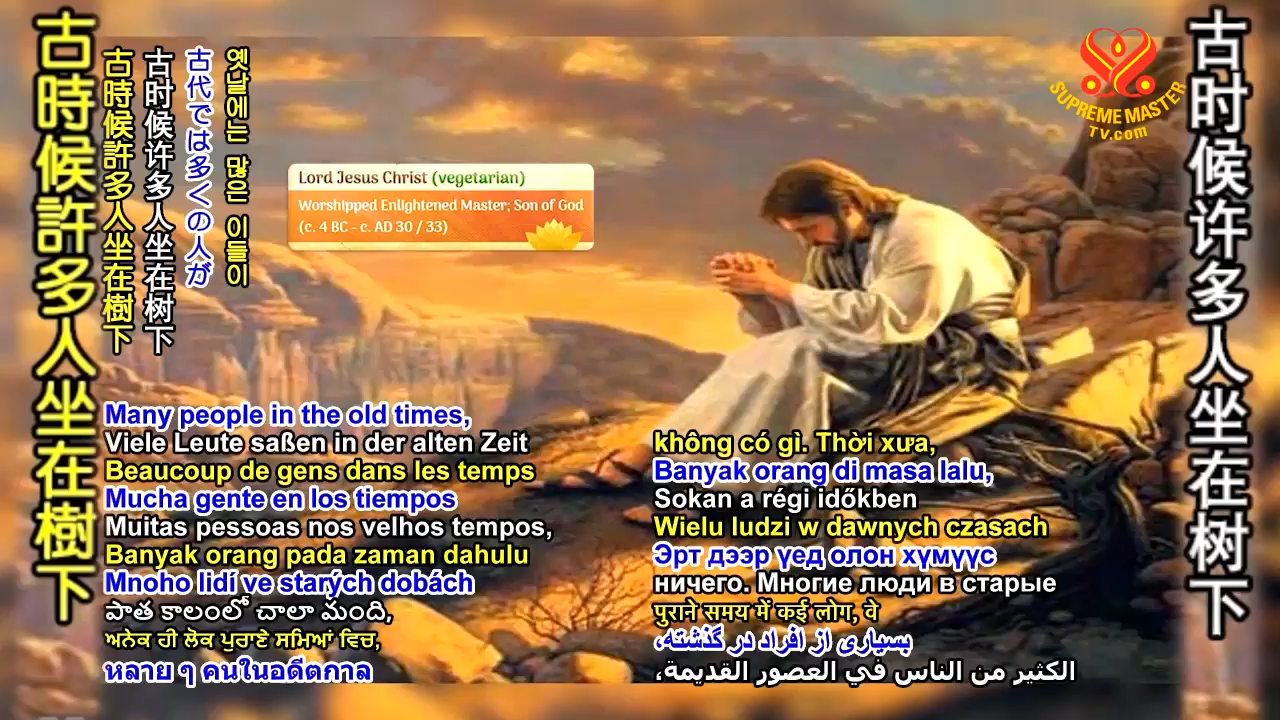 古時候許多人坐在樹下
古時候許多人坐在樹下
古时候许多人坐在树下
古代では多くの人が
옛날에는 많은 이들이
Lord Jesus Christ (vegetarian)
Worshipped Enlightened Master; Son of God
(c. 4 BC - c. AD 30 / 33)
SUPREME MASTER
TV.com
古时候许多人坐在树下
Many people in the old times,
Viele Leute saßen in der alten Zeit
Beaucoup de gens dans les temps
Mucha gente en los tiempos
Muitas pessoas nos velhos tempos,
Banyak orang pada zaman dahulu
Mnoho lidí ve starých dobách
పాత కాలంలో చాలా మంది,
ਅਨੇਕ ਹੀ ਲੋਕ ਪੁਰਾਣੇ ਸਮਿਆਂ ਵਿਚ,
หลาย ๆ คนในอดีตกาล
không có gì. Thời xưa,
Banyak orang di masa lalu,
Sokan a régi időkben
Wielu ludzi w dawnych czasach
Эрт дээр үед олон хүмүүс
ничего. Многие люди в старые
पुराने समय में कई लोग, वे
بسیاری از افراد در گذشته،
الكثير من الناس في العصور القديمة،